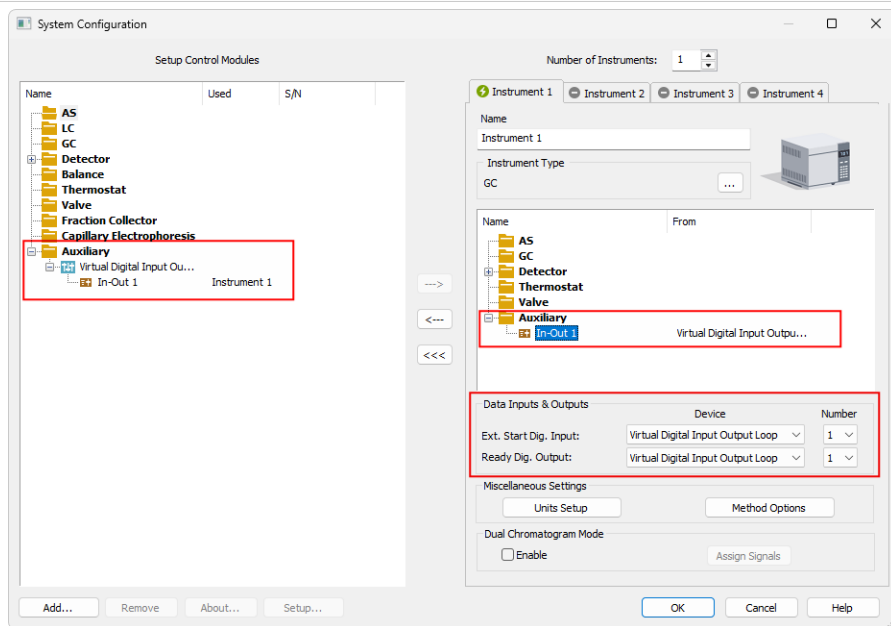 System Configuration
Setup Control Modules
Number of Instruments: 1
Name Used S/N
AS
LC
GC
Detector
Balance
Thermostat
Valve
Fraction Collector
Capillary Electrophoresis
Auxiliary
Virtual Digital Input Ou...
In-Out 1 Instrument 1
--->
<---
<<<
Instrument 1 Instrument 2 Instrument 3 Instrument 4
Name
Instrument 1
Instrument Type
GC ...
Name From
AS
GC
Detector
Thermostat
Valve
Auxiliary
In-Out 1 Virtual Digital Input Outpu...
Data Inputs & Outputs
Device Number
Ext. Start Dig. Input: Virtual Digital Input Output Loop 1
Ready Dig. Output: Virtual Digital Input Output Loop 1
Miscellaneous Settings
Units Setup Method Options
Dual Chromatogram Mode
Enable Assign Signals
Add... Remove About... Setup... OK Cancel Help